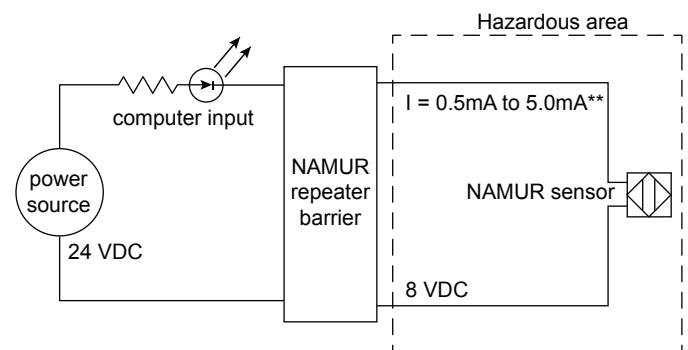 Hazardous area
I = 0.5mA to 5.0mA**
computer input
NAMUR
repeater
barrier
power
source
NAMUR sensor
24 VDC
8 VDC